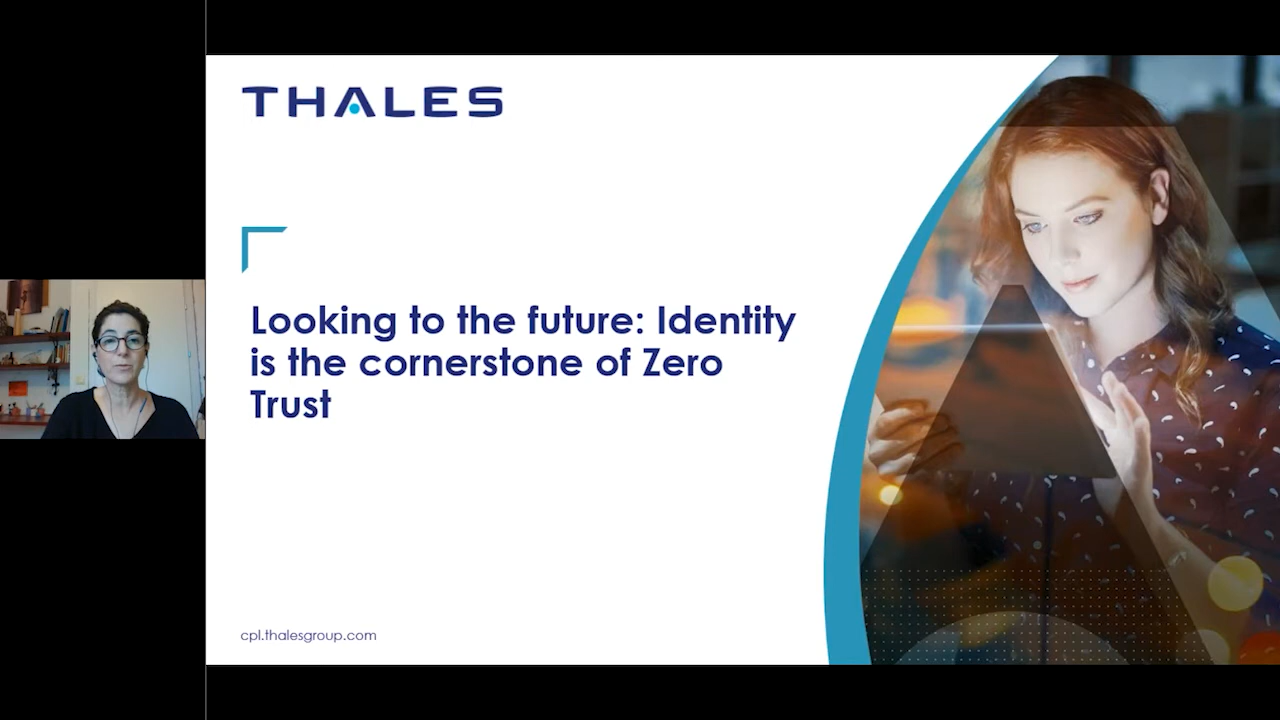 THALES
Looking to the future: Identity
is the cornerstone of Zero
Trust
cpl.thalesgroup.com